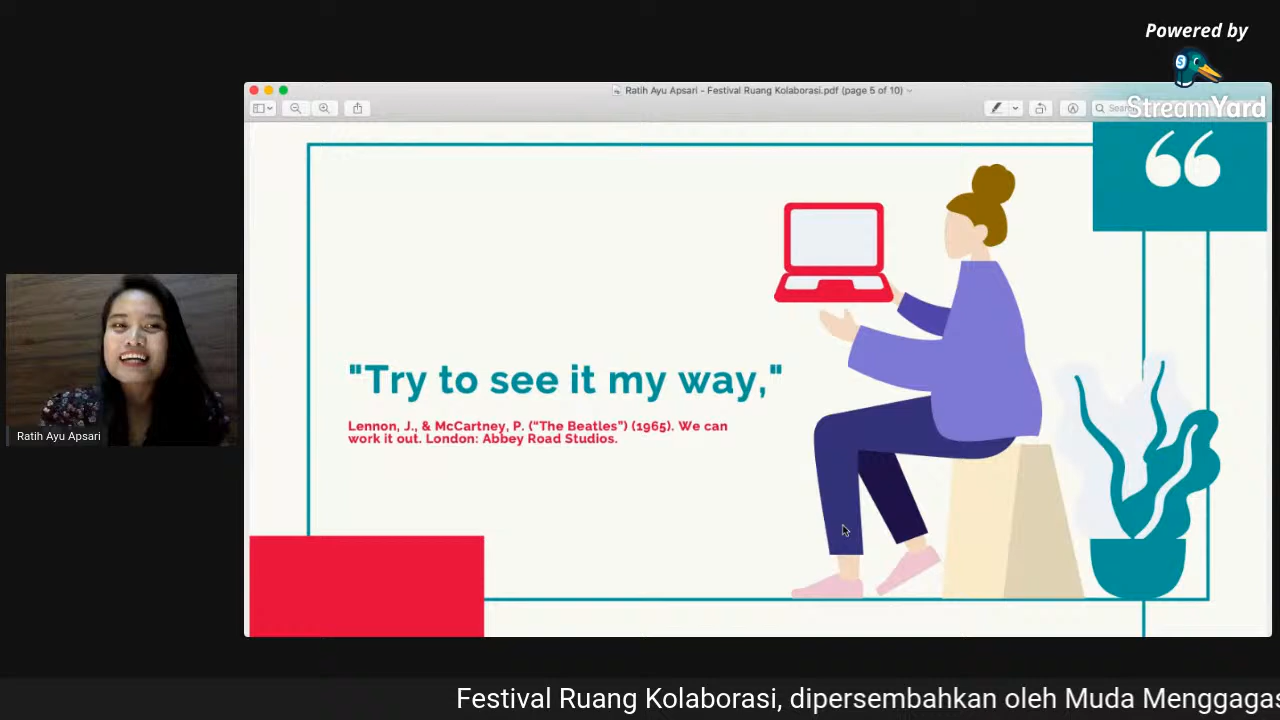 Powered by
StreamYard
Ratih Ayu Apsari - Festival Ruang Kolaborasi.pdf (page 5 of 10)
"Try to see it my way,"
Lennon, J., & McCartney, P. ("The Beatles") (1965). We can
work it out. London: Abbey Road Studios.
Ratih Ayu Apsari
Festival Ruang Kolaborasi, dipersembahkan oleh Muda Menggagas